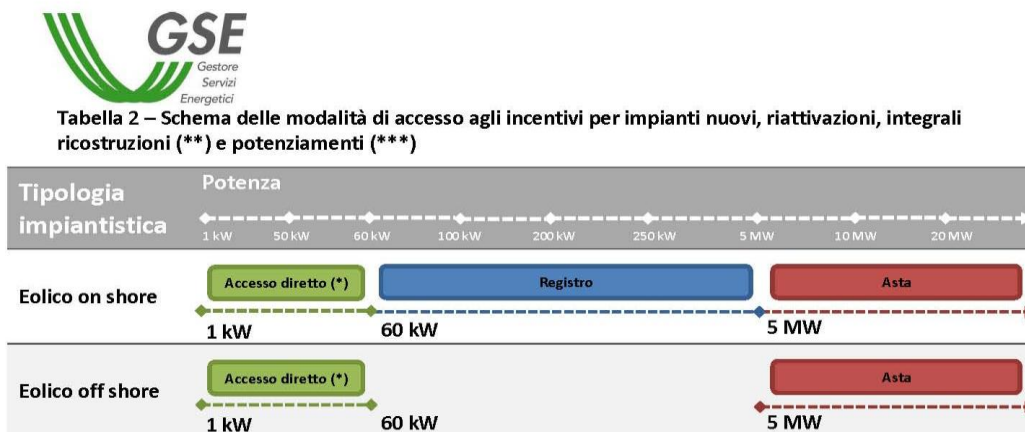 GSE
Gestore
Servizi
Energetici
Tabella 2 – Schema delle modalità di accesso agli incentivi per impianti nuovi, riattivazioni, integrali
ricostruzioni (**) e potenziamenti (***)
Tipologia
impiantistica
Potenza
1 kW 50 kW 60 kW 100 kW 200 kW 250 kW 5 MW 10 MW 20 MW
Eolico on shore
Accesso diretto (*) Registro Asta
1 kW 60 kW 5 MW
Eolico off shore
Accesso diretto (*) Asta
1 kW 60 kW 5 MW